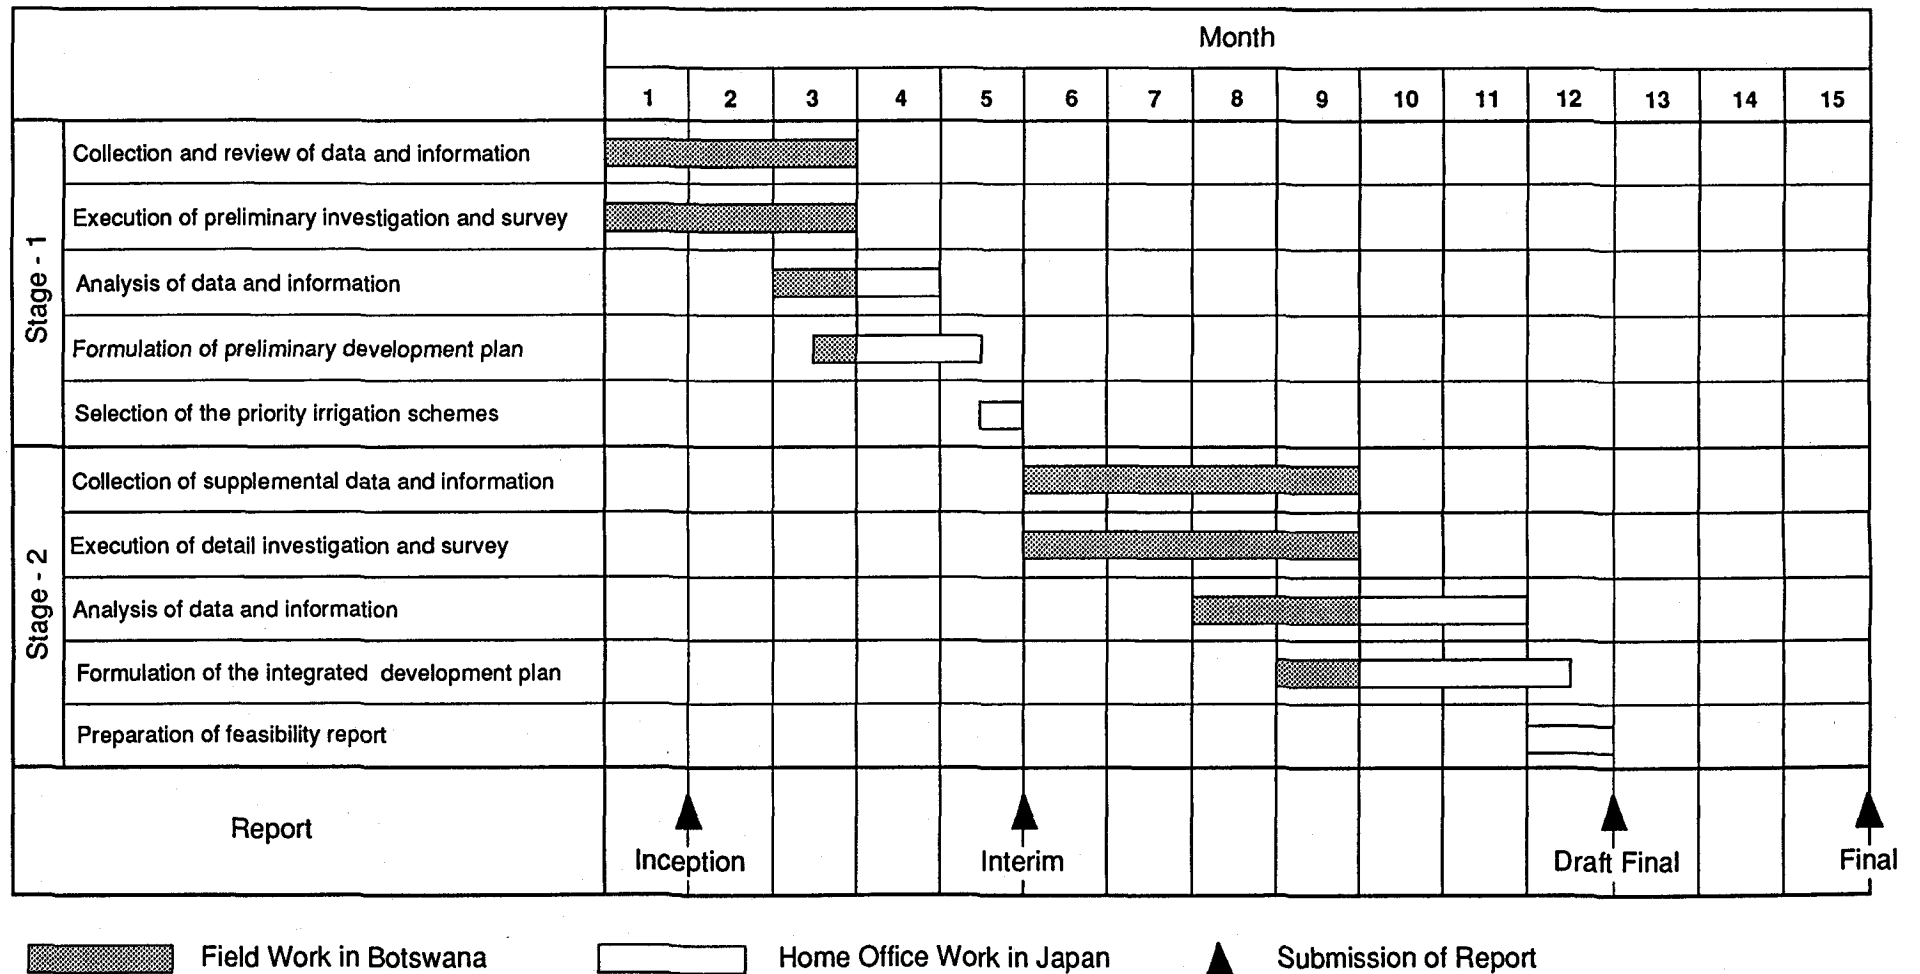 Month
1 2 3 4 5 6 7 8 9 10 11 12 13 14 15
Stage - 1
Collection and review of data and information
Execution of preliminary investigation and survey
Analysis of data and information
Formulation of preliminary development plan
Selection of the priority irrigation schemes
Stage - 2
Collection of supplemental data and information
Execution of detail investigation and survey
Analysis of data and information
Formulation of the integrated development plan
Preparation of feasibility report
Report
Inception Interim Draft Final Final
Field Work in Botswana Home Office Work in Japan Submission of Report